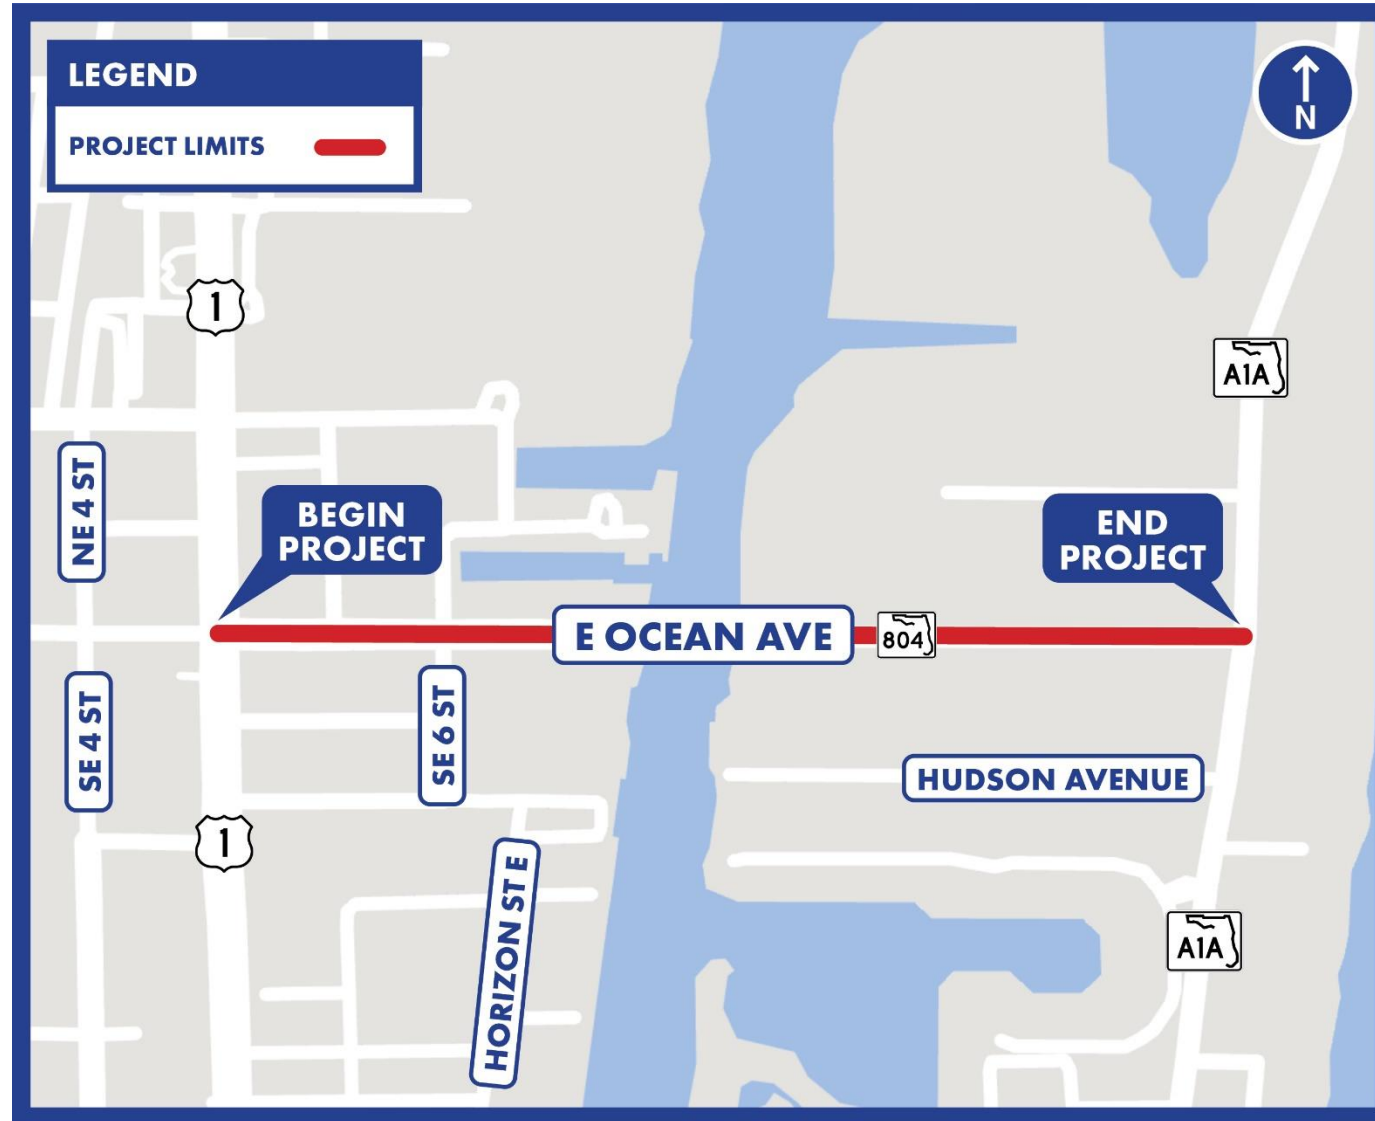 LEGEND
PROJECT LIMITS
N
1
A1A
NE 4 ST
BEGIN
PROJECT
END
PROJECT
E OCEAN AVE
804
SE 4 ST
SE 6 ST
HUDSON AVENUE
1
HORIZON ST E
A1A